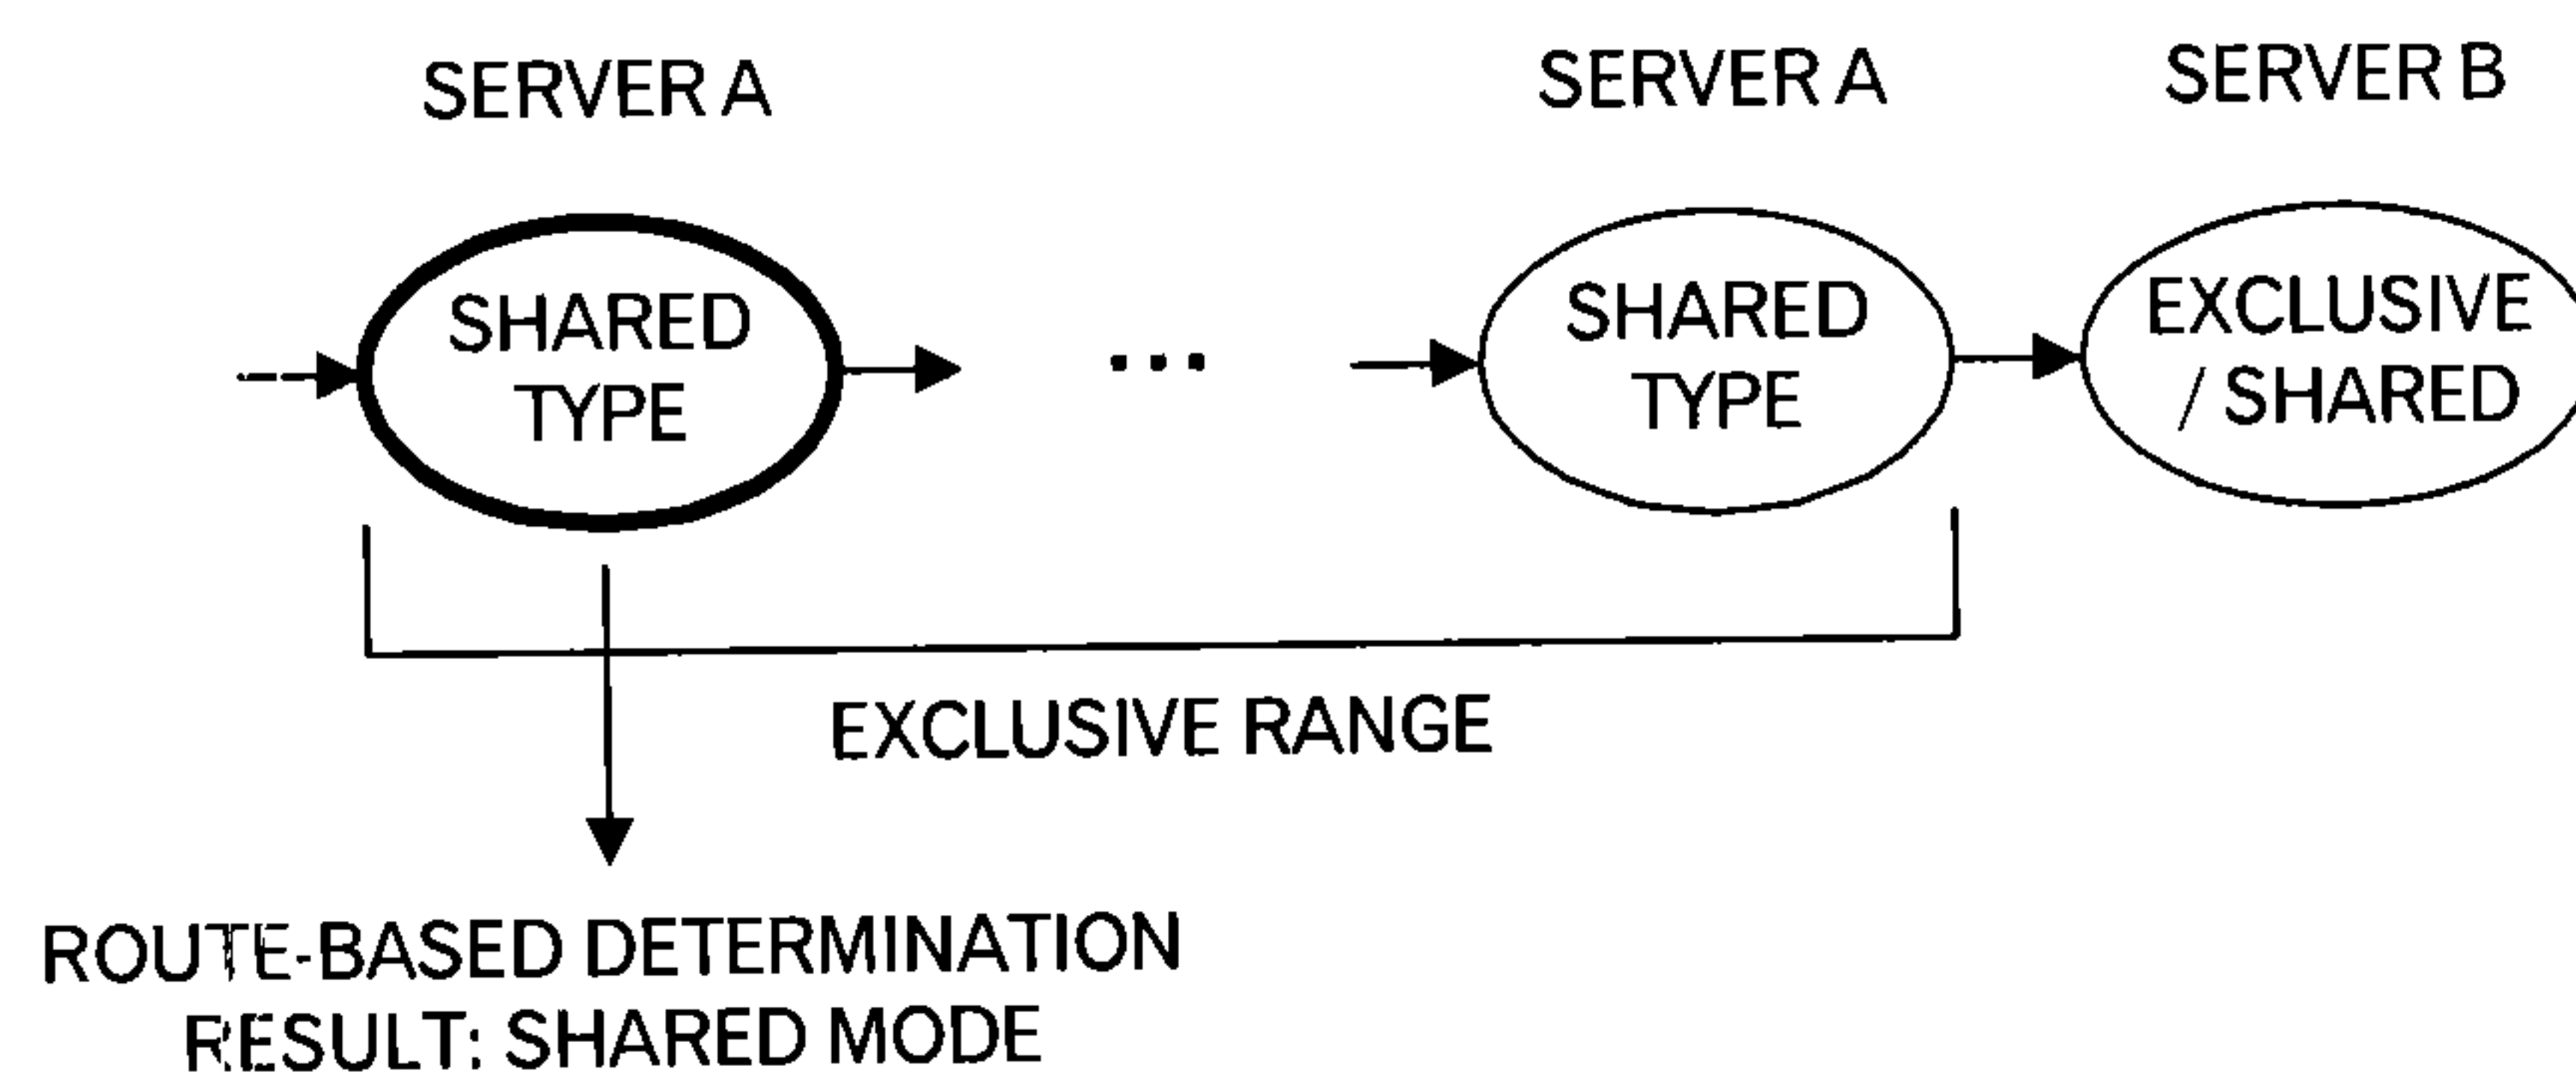 SERVER A
SERVER A
SERVER B
SHARED
TYPE
...
SHARED
TYPE
EXCLUSIVE
/ SHARED
EXCLUSIVE RANGE
ROUTE-BASED DETERMINATION
RESULT: SHARED MODE